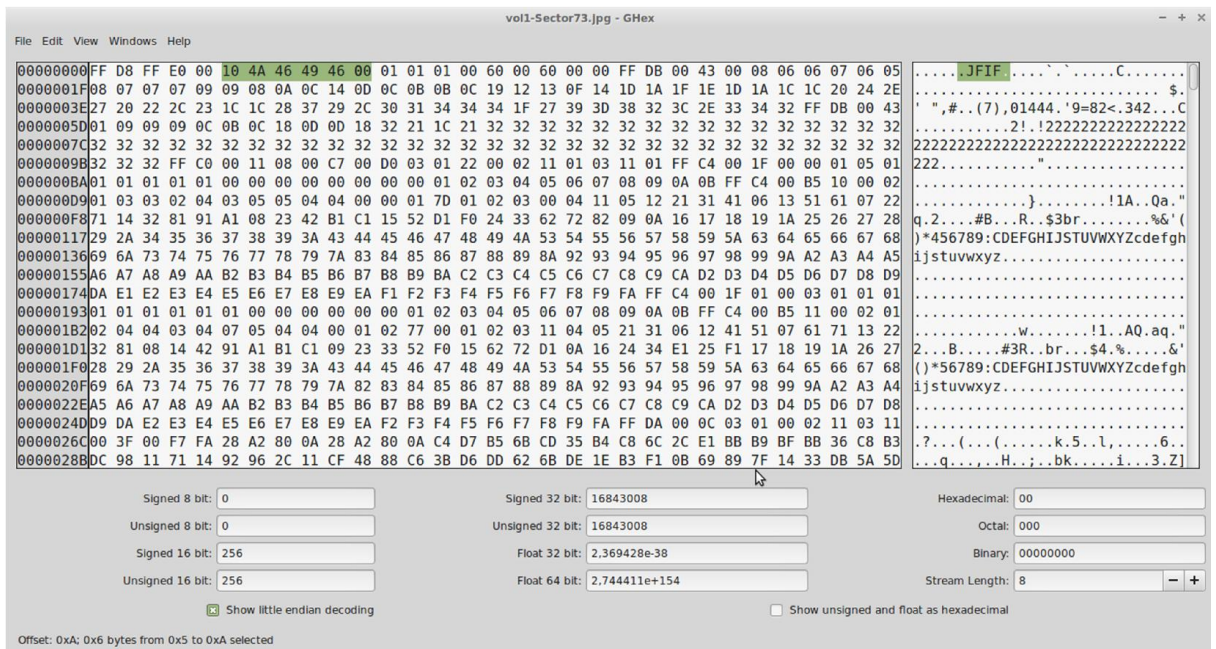 vol1-Sector73.jpg - GHex
File Edit View Windows Help
00000000 FF D8 FF E0 00 10 4A 46 49 46 00 01 01 01 00 60 00 60 00 00 FF DB 00 43 00 08 06 06 07 06 05 ......JFIF.....`.`.....C.......
0000001F 08 07 07 07 09 09 08 0A 0C 14 0D 0C 0B 0B 0C 19 12 13 0F 14 1D 1A 1F 1E 1D 1A 1C 1C 20 24 2E ............................. $.
0000003E 27 20 22 2C 23 1C 1C 28 37 29 2C 30 31 34 34 34 1F 27 39 3D 38 32 3C 2E 33 34 32 FF DB 00 43 ' ",#..(7),01444.'9=82<.342...C
0000005D 01 09 09 09 0C 0B 0C 18 0D 0D 18 32 21 1C 21 32 32 32 32 32 32 32 32 32 32 32 32 32 32 32 32 ...........2!.!2222222222222222
0000007C 32 32 32 32 32 32 32 32 32 32 32 32 32 32 32 32 32 32 32 32 32 32 32 32 32 32 32 32 32 32 32 2222222222222222222222222222222
0000009B 32 32 32 FF C0 00 11 08 00 C7 00 D0 03 01 22 00 02 11 01 03 11 01 FF C4 00 1F 00 00 01 05 01 222..........."................
000000BA 01 01 01 01 01 00 00 00 00 00 00 00 00 01 02 03 04 05 06 07 08 09 0A 0B FF C4 00 B5 10 00 02 ...............................
000000D9 01 03 03 02 04 03 05 05 04 04 00 00 01 7D 01 02 03 00 04 11 05 12 21 31 41 06 13 51 61 07 22 .............}........!1A..Qa."
000000F8 71 14 32 81 91 A1 08 23 42 B1 C1 15 52 D1 F0 24 33 62 72 82 09 0A 16 17 18 19 1A 25 26 27 28 q.2....#B...R..$3br........%&'(
00000117 29 2A 34 35 36 37 38 39 3A 43 44 45 46 47 48 49 4A 53 54 55 56 57 58 59 5A 63 64 65 66 67 68 )*456789:CDEFGHIJSTUVWXYZcdefgh
00000136 69 6A 73 74 75 76 77 78 79 7A 83 84 85 86 87 88 89 8A 92 93 94 95 96 97 98 99 9A A2 A3 A4 A5 ijstuvwxyz.....................
00000155 A6 A7 A8 A9 AA B2 B3 B4 B5 B6 B7 B8 B9 BA C2 C3 C4 C5 C6 C7 C8 C9 CA D2 D3 D4 D5 D6 D7 D8 D9 ...............................
00000174 DA E1 E2 E3 E4 E5 E6 E7 E8 E9 EA F1 F2 F3 F4 F5 F6 F7 F8 F9 FA FF C4 00 1F 01 00 03 01 01 01 ...............................
00000193 01 01 01 01 01 01 00 00 00 00 00 00 01 02 03 04 05 06 07 08 09 0A 0B FF C4 00 B5 11 00 02 01 ...............................
000001B2 02 04 04 03 04 07 05 04 04 00 01 02 77 00 01 02 03 11 04 05 21 31 06 12 41 51 07 61 71 13 22 ............w.......!1..AQ.aq."
000001D1 32 81 08 14 42 91 A1 B1 C1 09 23 33 52 F0 15 62 72 D1 0A 16 24 34 E1 25 F1 17 18 19 1A 26 27 2...B.....#3R..br...$4.%.....&'
000001F0 28 29 2A 35 36 37 38 39 3A 43 44 45 46 47 48 49 4A 53 54 55 56 57 58 59 5A 63 64 65 66 67 68 ()*56789:CDEFGHIJSTUVWXYZcdefgh
0000020F 69 6A 73 74 75 76 77 78 79 7A 82 83 84 85 86 87 88 89 8A 92 93 94 95 96 97 98 99 9A A2 A3 A4 ijstuvwxyz.....................
0000022E A5 A6 A7 A8 A9 AA B2 B3 B4 B5 B6 B7 B8 B9 BA C2 C3 C4 C5 C6 C7 C8 C9 CA D2 D3 D4 D5 D6 D7 D8 ...............................
0000024D D9 DA E2 E3 E4 E5 E6 E7 E8 E9 EA F2 F3 F4 F5 F6 F7 F8 F9 FA FF DA 00 0C 03 01 00 02 11 03 11 ...............................
0000026C 00 3F 00 F7 FA 28 A2 80 0A 28 A2 80 0A C4 D7 B5 6B CD 35 B4 C8 6C 2C E1 BB B9 BF BB 36 C8 B3 .?...(...(......k.5..l,.....6..
0000028B DC 98 11 71 14 92 96 2C 11 CF 48 88 C6 3B D6 DD 62 6B DE 1E B3 F1 0B 69 89 7F 14 33 DB 5A 5D ...q...,..H..;..bk.....i...3.Z]
Signed 8 bit: 0 Signed 32 bit: 16843008 Hexadecimal: 00
Unsigned 8 bit: 0 Unsigned 32 bit: 16843008 Octal: 000
Signed 16 bit: 256 Float 32 bit: 2,369428e-38 Binary: 00000000
Unsigned 16 bit: 256 Float 64 bit: 2,744411e+154 Stream Length: 8 - +
Show little endian decoding Show unsigned and float as hexadecimal
Offset: 0xA; 0x6 bytes from 0x5 to 0xA selected